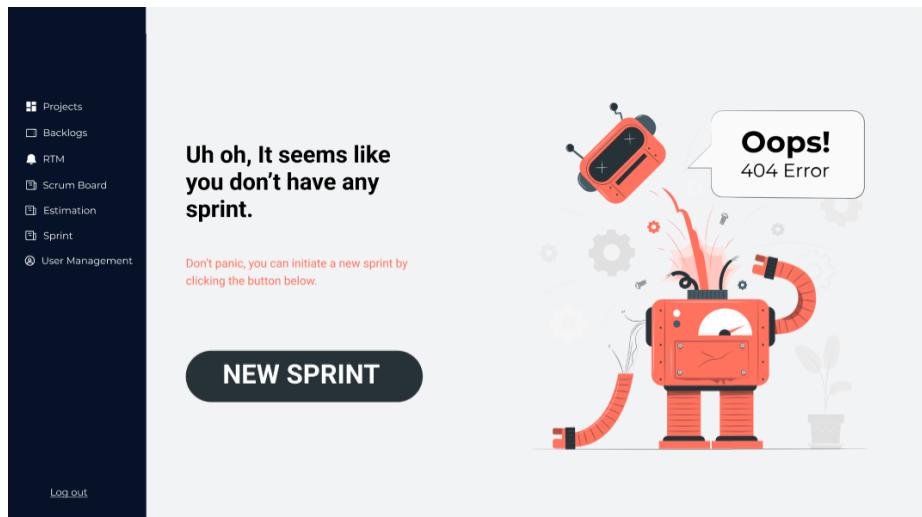 Projects
Backlogs
RTM
Scrum Board
Estimation
Sprint
User Management
Log out
Uh oh, It seems like
you don’t have any
sprint.
Don’t panic, you can initiate a new sprint by
clicking the button below.
NEW SPRINT
Oops!
404 Error